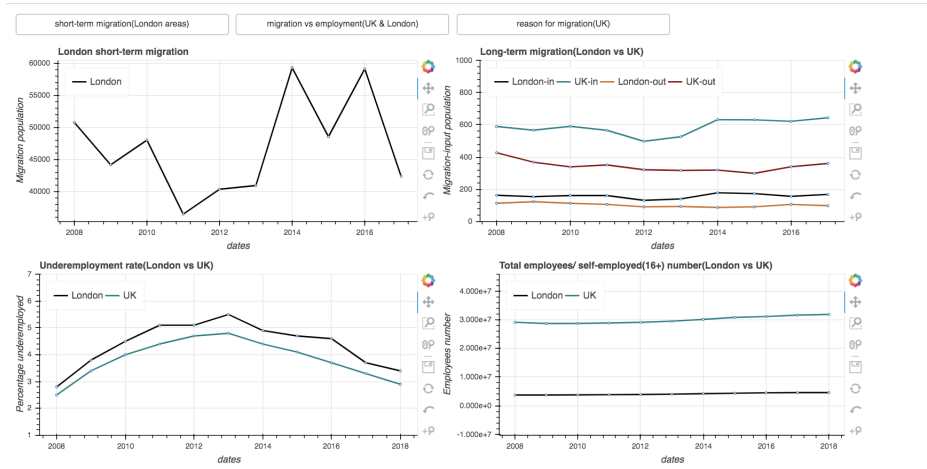 short-term migration(London areas)
migration vs employment(UK & London)
reason for migration(UK)
London short-term migration
60000
55000
50000
45000
40000
Migration population
London
2008
2010
2012
2014
2016
dates
Long-term migration(London vs UK)
1000
800
600
400
200
0
Migration-input population
London-in
UK-in
London-out
UK-out
2008
2010
2012
2014
2016
dates
Underemployment rate(London vs UK)
7
6
5
4
3
2
1
Percentage underemployed
London
UK
2008
2010
2012
2014
2016
2018
dates
Total employees/ self-employed(16+) number(London vs UK)
4.000e+7
3.000e+7
2.000e+7
1.000e+7
0.000e+0
-1.000e+7
Employees number
London
UK
2008
2010
2012
2014
2016
2018
dates